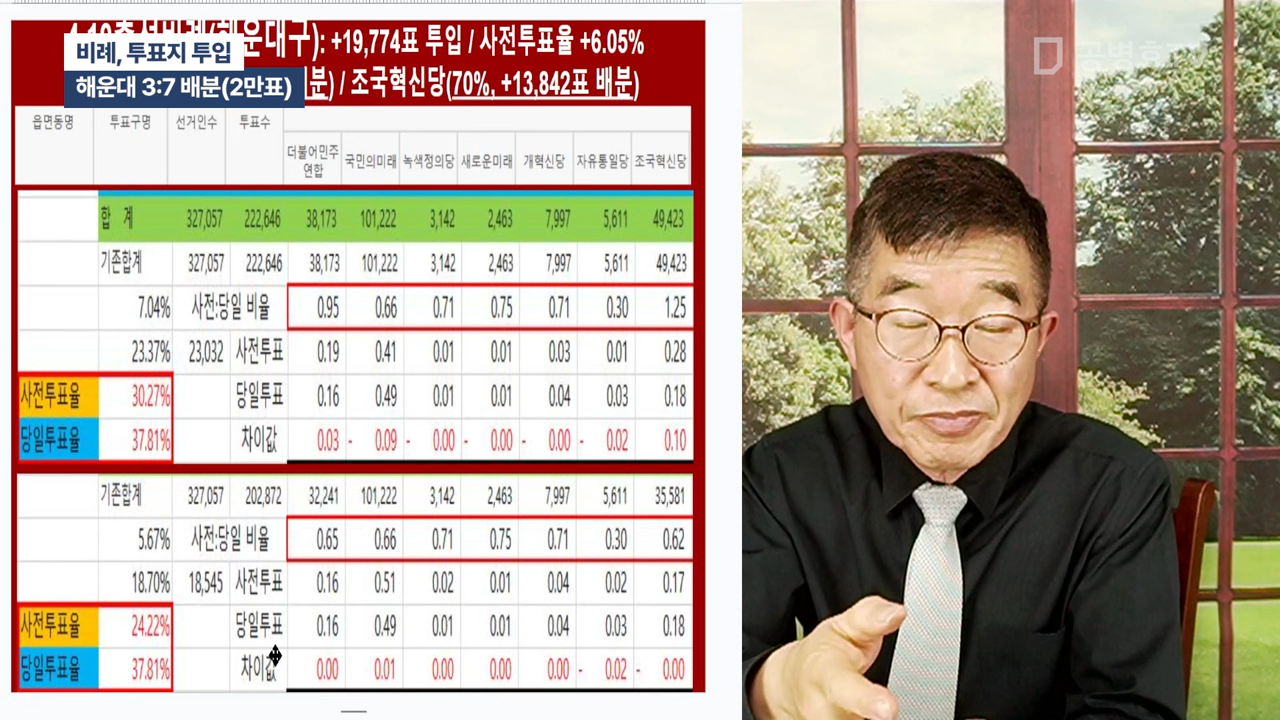 4.10총선비례(해운대구): +19,774표 투입 / 사전투표율 +6.05%
비례, 투표지 투입
해운대 3:7 배분(2만표)
분) / 조국혁신당(70%, +13,842표 배분)
공병호TV
읍면동명 투표구명 선거인수 투표수
더불어민주연합 국민의미래 녹색정의당 새로운미래 개혁신당 자유통일당 조국혁신당
합 계 327,057 222,646 38,173 101,222 3,142 2,463 7,997 5,611 49,423
기존합계 327,057 222,646 38,173 101,222 3,142 2,463 7,997 5,611 49,423
7.04% 사전:당일 비율 0.95 0.66 0.71 0.75 0.71 0.30 1.25
23.37% 23,032 사전투표 0.19 0.41 0.01 0.01 0.03 0.01 0.28
사전투표율 30.27% 당일투표 0.16 0.49 0.01 0.01 0.04 0.03 0.18
당일투표율 37.81% 차이값 0.03 - 0.09 - 0.00 - 0.00 - 0.00 - 0.02 0.10
기존합계 327,057 202,872 32,241 101,222 3,142 2,463 7,997 5,611 35,581
5.67% 사전:당일 비율 0.65 0.66 0.71 0.75 0.71 0.30 0.62
18.70% 18,545 사전투표 0.16 0.51 0.02 0.01 0.04 0.02 0.17
사전투표율 24.22% 당일투표 0.16 0.49 0.01 0.01 0.04 0.03 0.18
당일투표율 37.81% 차이값 0.00 0.01 0.00 0.00 0.00 - 0.02 - 0.00